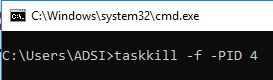 C:\Windows\system32\cmd.exe
C:\Users\ADSI>taskkill -f -PID 4